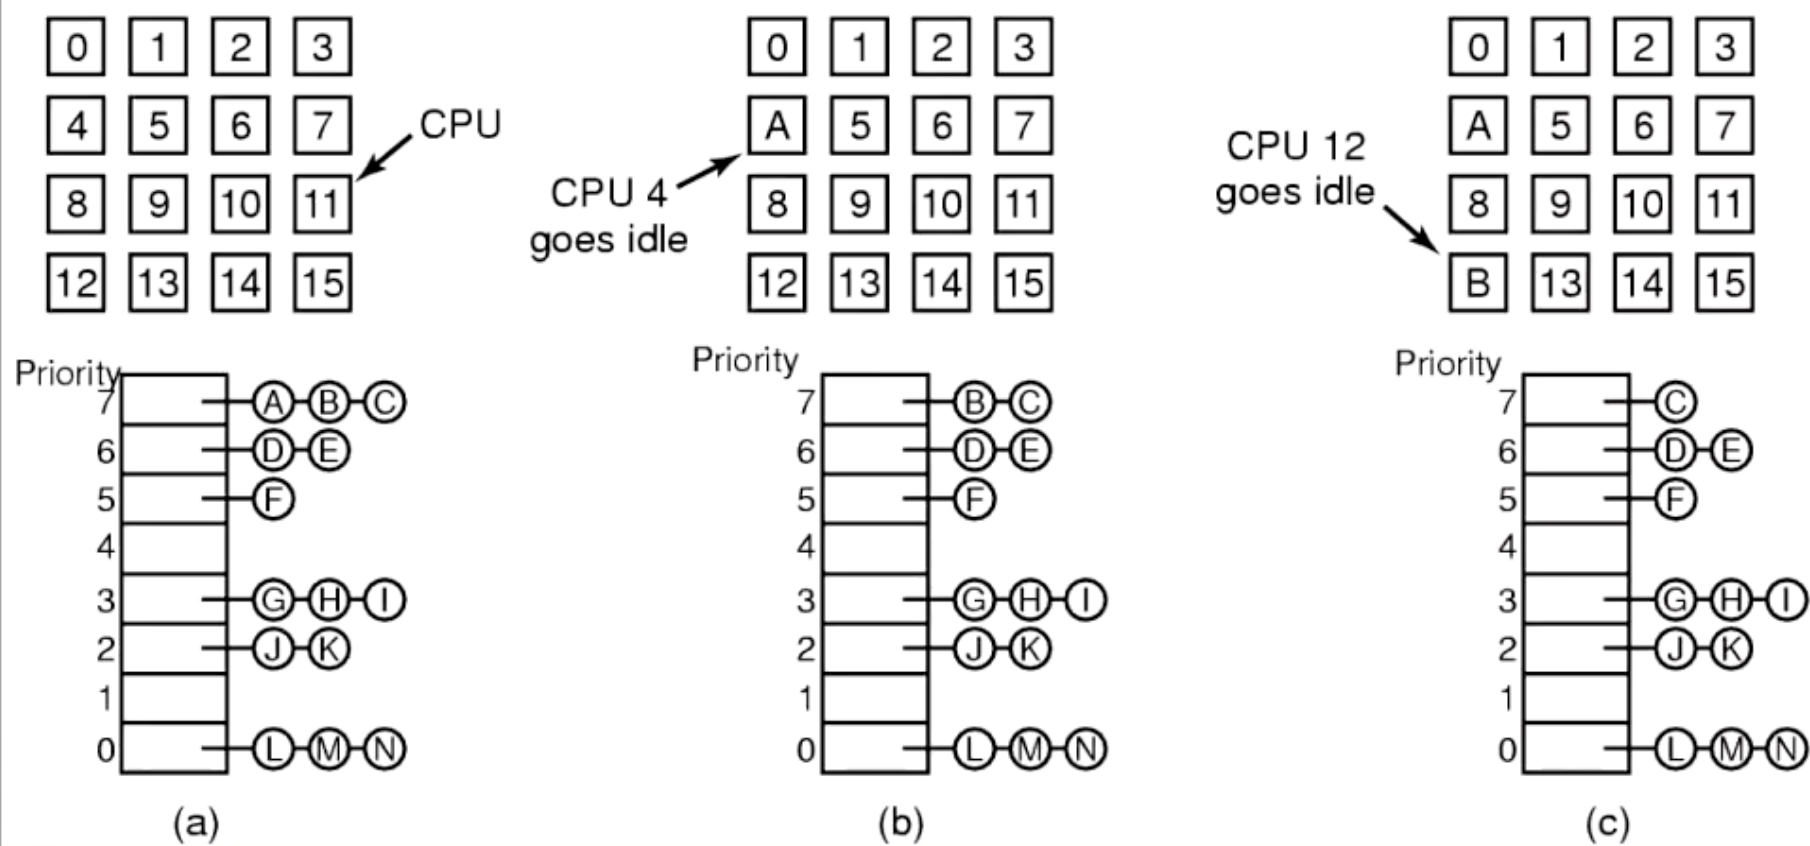 0 1 2 3
4 5 6 7
8 9 10 11
12 13 14 15
CPU
Priority
7 A B C
6 D E
5 F
4
3 G H I
2 J K
1
0 L M N
(a)
0 1 2 3
A 5 6 7
8 9 10 11
12 13 14 15
CPU 4
goes idle
Priority
7 B C
6 D E
5 F
4
3 G H I
2 J K
1
0 L M N
(b)
0 1 2 3
A 5 6 7
8 9 10 11
B 13 14 15
CPU 12
goes idle
Priority
7 C
6 D E
5 F
4
3 G H I
2 J K
1
0 L M N
(c)